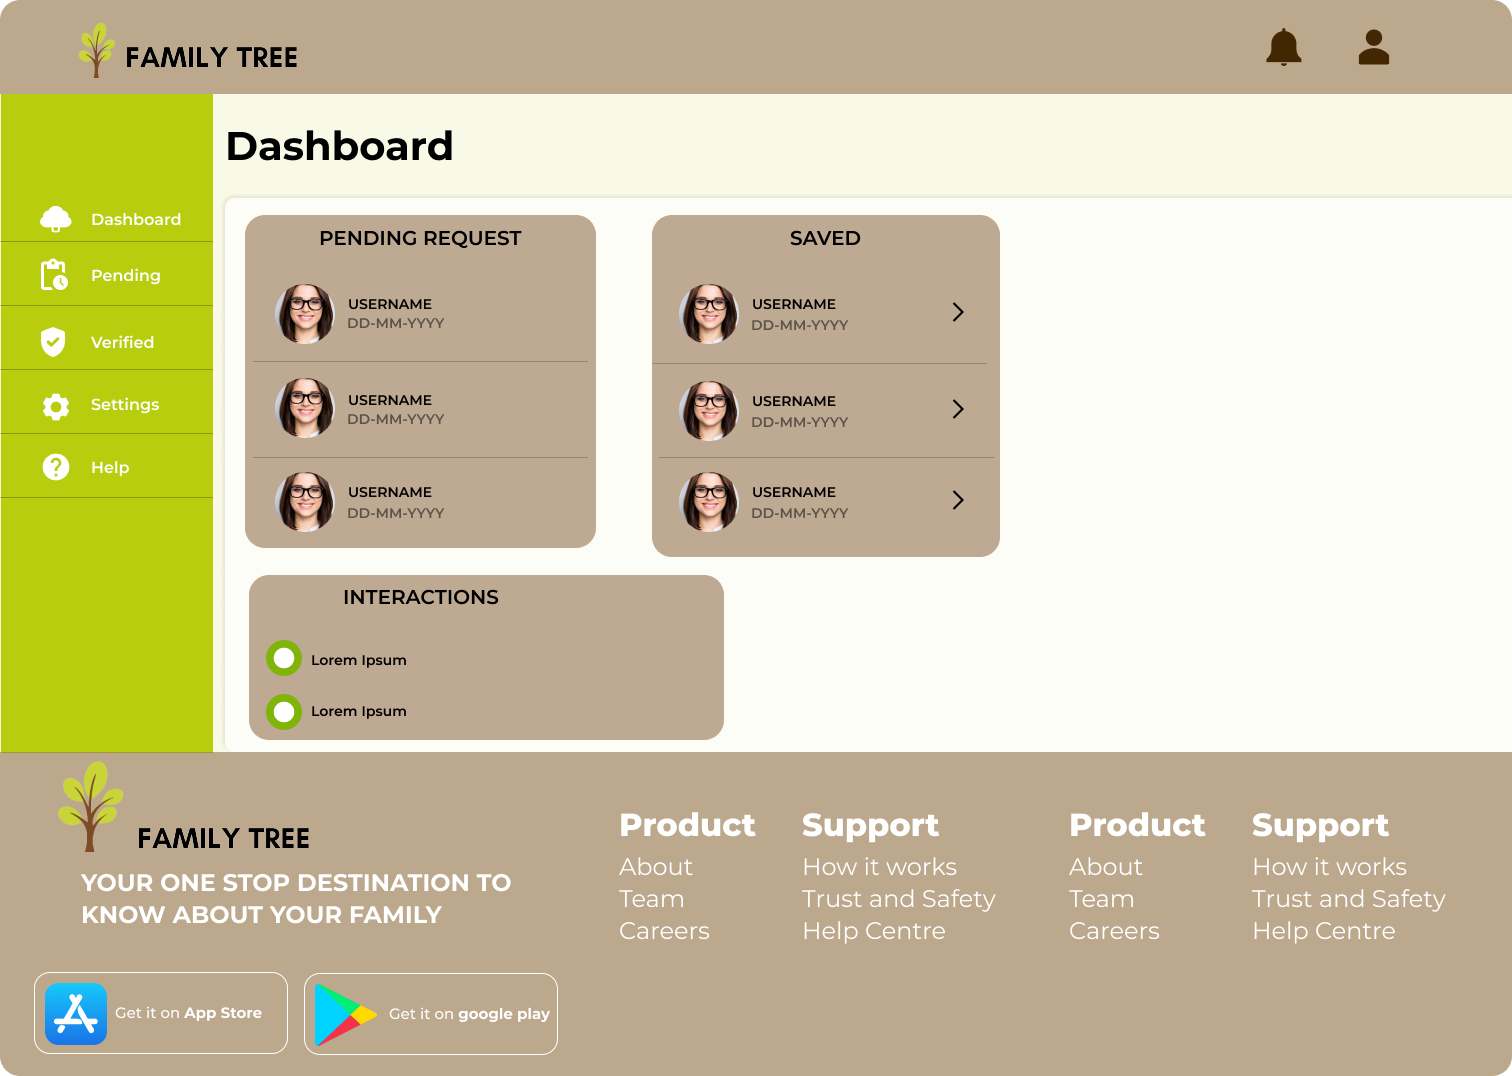 FAMILY TREE
Dashboard
Dashboard
Pending
Verified
Settings
Help
PENDING REQUEST
USERNAME
DD-MM-YYYY
USERNAME
DD-MM-YYYY
USERNAME
DD-MM-YYYY
SAVED
USERNAME
DD-MM-YYYY
USERNAME
DD-MM-YYYY
USERNAME
DD-MM-YYYY
INTERACTIONS
Lorem Ipsum
Lorem Ipsum
FAMILY TREE
YOUR ONE STOP DESTINATION TO
KNOW ABOUT YOUR FAMILY
Get it on App Store
Get it on google play
Product
About
Team
Careers
Support
How it works
Trust and Safety
Help Centre
Product
About
Team
Careers
Support
How it works
Trust and Safety
Help Centre